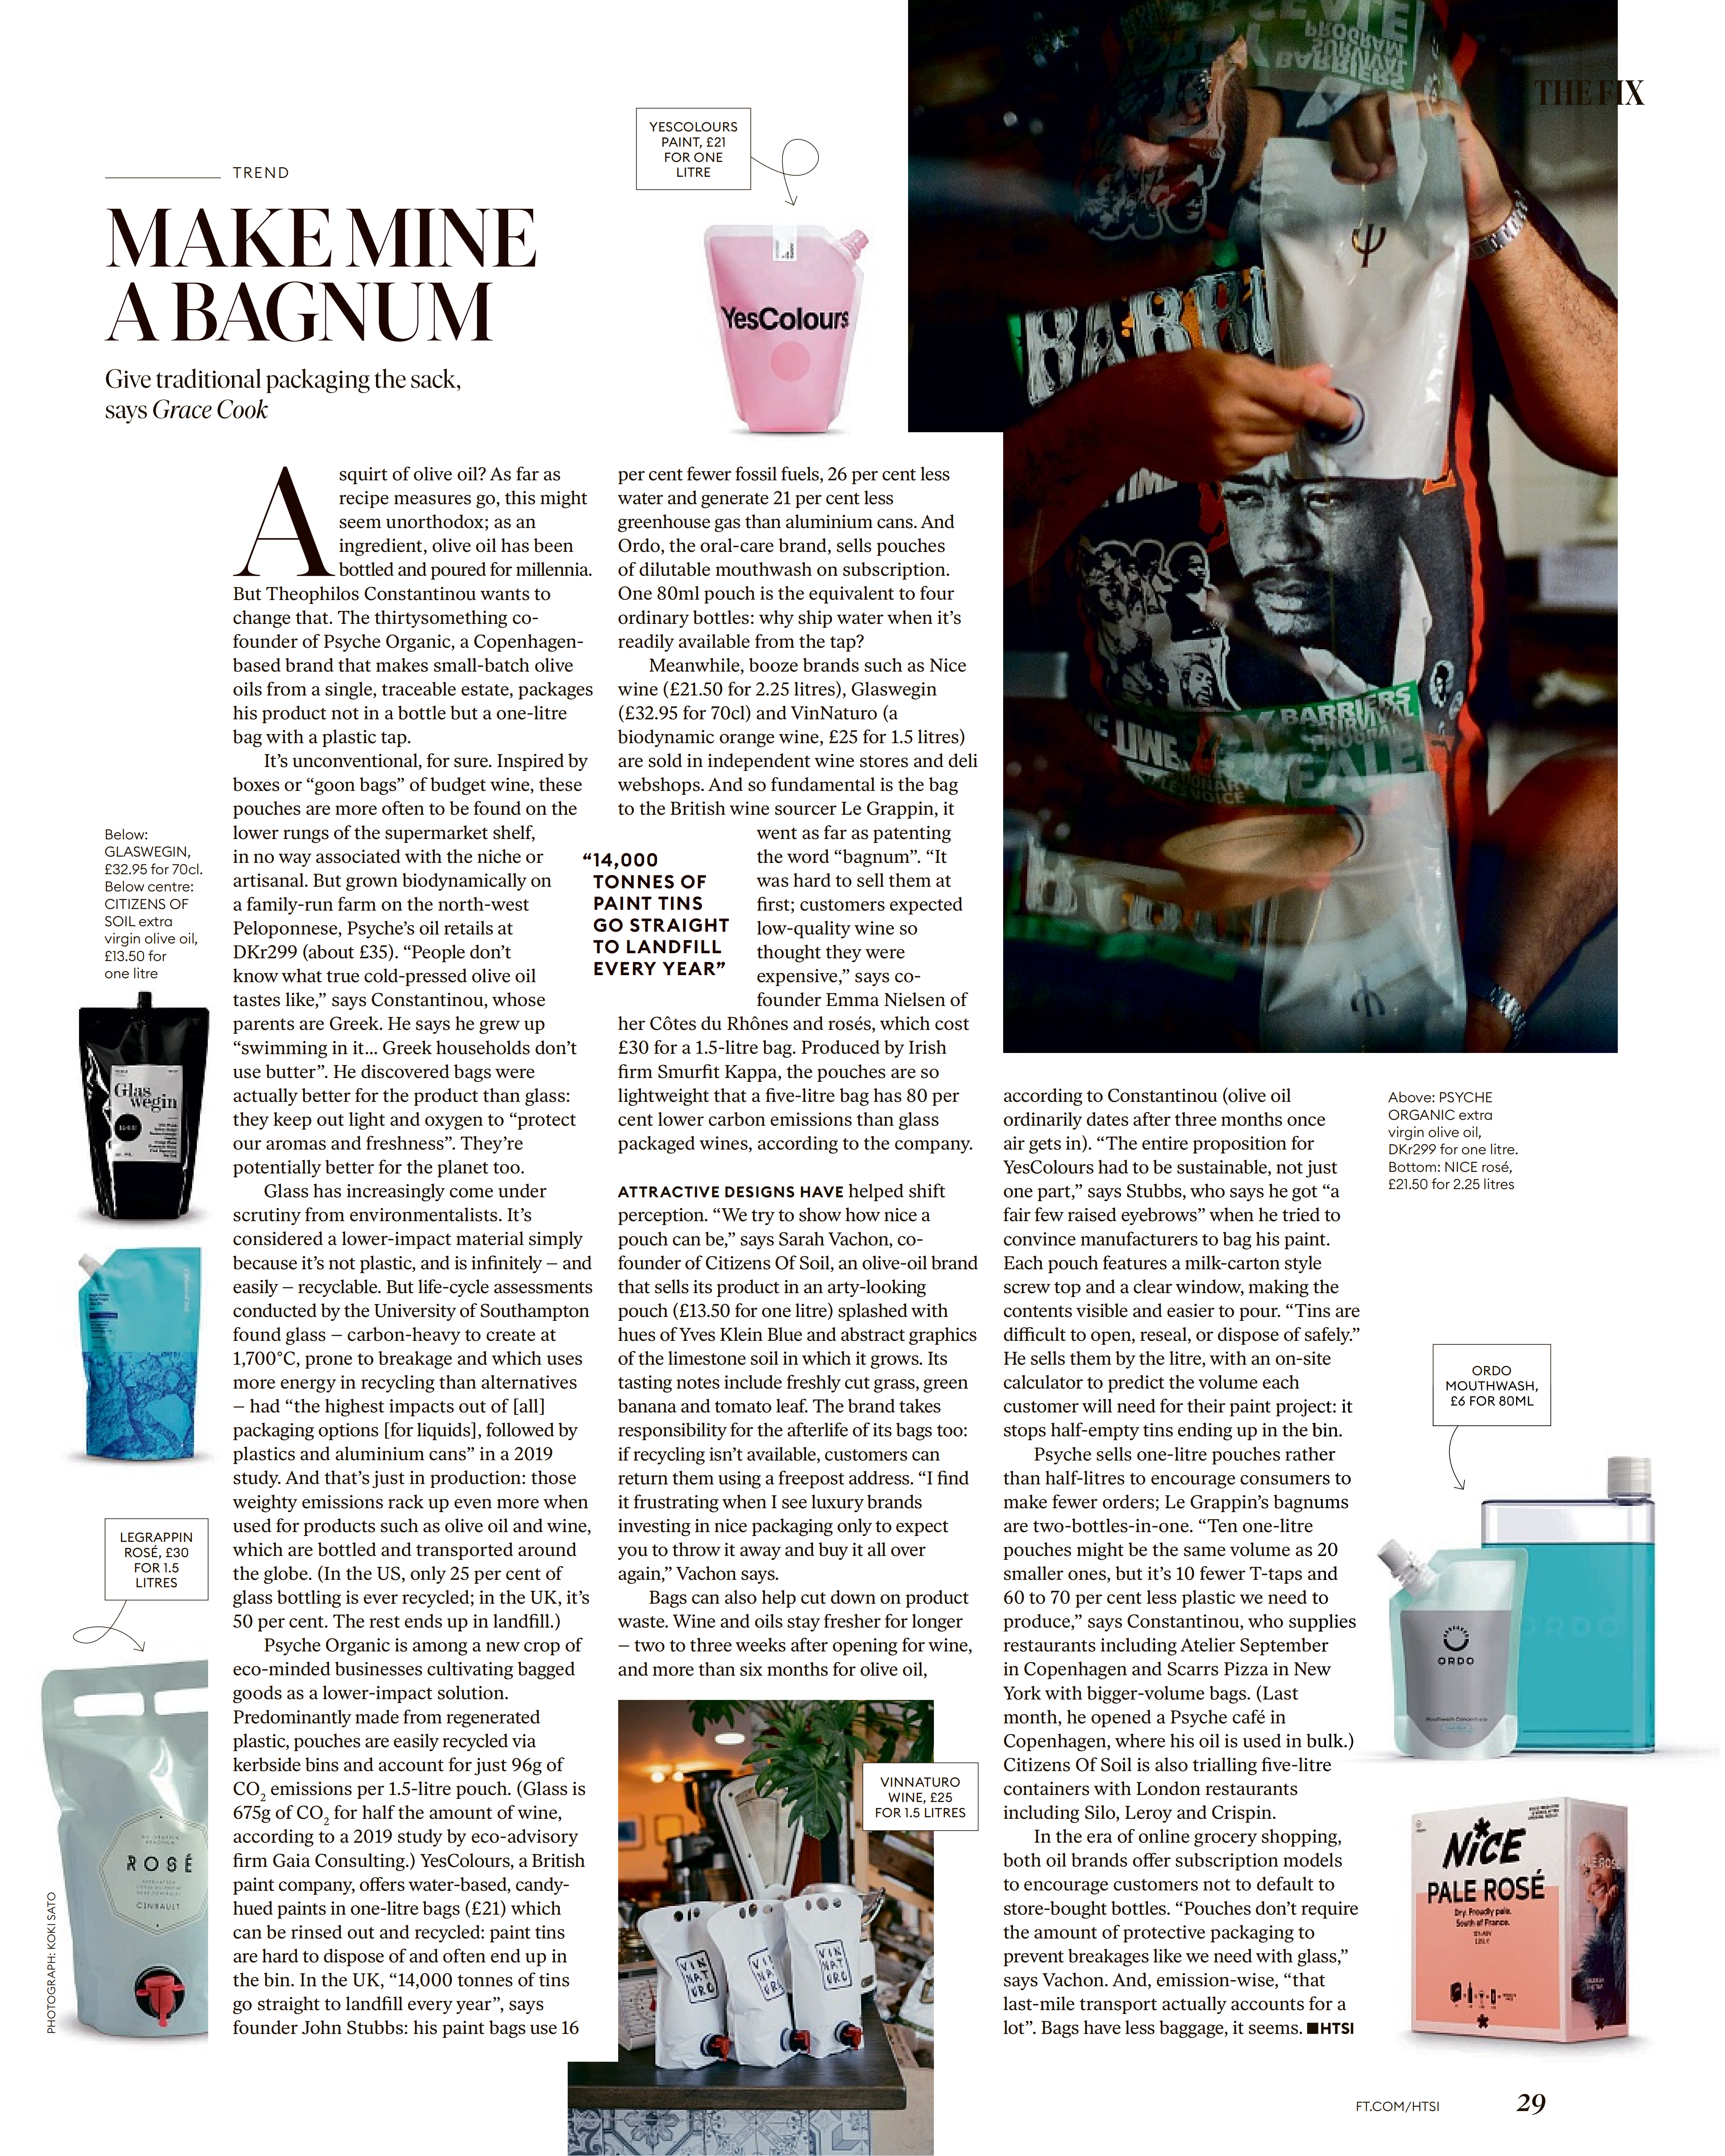 THE FIX
TREND
MAKE MINE
A BAGNUM
Give traditional packaging the sack,
says Grace Cook
YESCOLOURS
PAINT, £21
FOR ONE
LITRE
YesColours
A squirt of olive oil? As far as
recipe measures go, this might
seem unorthodox; as an
ingredient, olive oil has been
bottled and poured for millennia.
But Theophilos Constantinou wants to
change that. The thirtysomething co-
founder of Psyche Organic, a Copenhagen-
based brand that makes small-batch olive
oils from a single, traceable estate, packages
his product not in a bottle but a one-litre
bag with a plastic tap.
It's unconventional, for sure. Inspired by
boxes or “goon bags” of budget wine, these
pouches are more often to be found on the
lower rungs of the supermarket shelf,
in no way associated with the niche or
artisanal. But grown biodynamically on
a family-run farm on the north-west
Peloponnese, Psyche's oil retails at
DKr299 (about £35). “People don't
know what true cold-pressed olive oil
tastes like,” says Constantinou, whose
parents are Greek. He says he grew up
“swimming in it... Greek households don't
use butter”. He discovered bags were
actually better for the product than glass:
they keep out light and oxygen to “protect
our aromas and freshness”. They're
potentially better for the planet too.
Glass has increasingly come under
scrutiny from environmentalists. It's
considered a lower-impact material simply
because it's not plastic, and is infinitely – and
easily – recyclable. But life-cycle assessments
conducted by the University of Southampton
found glass – carbon-heavy to create at
1,700°C, prone to breakage and which uses
more energy in recycling than alternatives
– had “the highest impacts out of [all]
packaging options [for liquids], followed by
plastics and aluminium cans” in a 2019
study. And that's just in production: those
weighty emissions rack up even more when
used for products such as olive oil and wine,
which are bottled and transported around
the globe. (In the US, only 25 per cent of
glass bottling is ever recycled; in the UK, it's
50 per cent. The rest ends up in landfill.)
Psyche Organic is among a new crop of
eco-minded businesses cultivating bagged
goods as a lower-impact solution.
Predominantly made from regenerated
plastic, pouches are easily recycled via
kerbside bins and account for just 96g of
CO₂ emissions per 1.5-litre pouch. (Glass is
675g of CO₂ for half the amount of wine,
according to a 2019 study by eco-advisory
firm Gaia Consulting.) YesColours, a British
paint company, offers water-based, candy-
hued paints in one-litre bags (£21) which
can be rinsed out and recycled: paint tins
are hard to dispose of and often end up in
the bin. In the UK, “14,000 tonnes of tins
go straight to landfill every year”, says
founder John Stubbs: his paint bags use 16
per cent fewer fossil fuels, 26 per cent less
water and generate 21 per cent less
greenhouse gas than aluminium cans. And
Ordo, the oral-care brand, sells pouches
of dilutable mouthwash on subscription.
One 80ml pouch is the equivalent to four
ordinary bottles: why ship water when it's
readily available from the tap?
Meanwhile, booze brands such as Nice
wine (£21.50 for 2.25 litres), Glaswegin
(£32.95 for 70cl) and VinNaturo (a
biodynamic orange wine, £25 for 1.5 litres)
are sold in independent wine stores and deli
webshops. And so fundamental is the bag
to the British wine sourcer Le Grappin, it
went as far as patenting
the word “bagnum”. “It
was hard to sell them at
first; customers expected
low-quality wine so
thought they were
expensive,” says co-
founder Emma Nielsen of
her Côtes du Rhônes and rosés, which cost
£30 for a 1.5-litre bag. Produced by Irish
firm Smurfit Kappa, the pouches are so
lightweight that a five-litre bag has 80 per
cent lower carbon emissions than glass
packaged wines, according to the company.
“14,000
TONNES OF
PAINT TINS
GO STRAIGHT
TO LANDFILL
EVERY YEAR”
ATTRACTIVE DESIGNS HAVE helped shift
perception. “We try to show how nice a
pouch can be,” says Sarah Vachon, co-
founder of Citizens Of Soil, an olive-oil brand
that sells its product in an arty-looking
pouch (£13.50 for one litre) splashed with
hues of Yves Klein Blue and abstract graphics
of the limestone soil in which it grows. Its
tasting notes include freshly cut grass, green
banana and tomato leaf. The brand takes
responsibility for the afterlife of its bags too:
if recycling isn't available, customers can
return them using a freepost address. “I find
it frustrating when I see luxury brands
investing in nice packaging only to expect
you to throw it away and buy it all over
again,” Vachon says.
Bags can also help cut down on product
waste. Wine and oils stay fresher for longer
– two to three weeks after opening for wine,
and more than six months for olive oil,
according to Constantinou (olive oil
ordinarily dates after three months once
air gets in). “The entire proposition for
YesColours had to be sustainable, not just
one part,” says Stubbs, who says he got “a
fair few raised eyebrows” when he tried to
convince manufacturers to bag his paint.
Each pouch features a milk-carton style
screw top and a clear window, making the
contents visible and easier to pour. “Tins are
difficult to open, reseal, or dispose of safely.”
He sells them by the litre, with an on-site
calculator to predict the volume each
customer will need for their paint project: it
stops half-empty tins ending up in the bin.
Psyche sells one-litre pouches rather
than half-litres to encourage consumers to
make fewer orders; Le Grappin's bagnums
are two-bottles-in-one. “Ten one-litre
pouches might be the same volume as 20
smaller ones, but it's 10 fewer T-taps and
60 to 70 per cent less plastic we need to
produce,” says Constantinou, who supplies
restaurants including Atelier September
in Copenhagen and Scarrs Pizza in New
York with bigger-volume bags. (Last
month, he opened a Psyche café in
Copenhagen, where his oil is used in bulk.)
Citizens Of Soil is also trialling five-litre
containers with London restaurants
including Silo, Leroy and Crispin.
In the era of online grocery shopping,
both oil brands offer subscription models
to encourage customers not to default to
store-bought bottles. “Pouches don't require
the amount of protective packaging to
prevent breakages like we need with glass,”
says Vachon. And, emission-wise, “that
last-mile transport actually accounts for a
lot”. Bags have less baggage, it seems. ■HTSI
Below:
GLASWEGIN,
£32.95 for 70cl.
Below centre:
CITIZENS OF
SOIL extra
virgin olive oil,
£13.50 for
one litre
Glas
wegin
LEGRAPPIN
ROSÉ, £30
FOR 1.5
LITRES
ROSÉ
CINSAULT
PHOTOGRAPH: KOKI SATO
VINNATURO
WINE, £25
FOR 1.5 LITRES
VIN
NAT
URO
VIN
NAT
URO
VIN
NAT
URO
PROGRAM
SURVIVAL
BARRIERS
ψ
BARRIERS
TIME
Above: PSYCHE
ORGANIC extra
virgin olive oil,
DKr299 for one litre.
Bottom: NICE rosé,
£21.50 for 2.25 litres
ORDO
MOUTHWASH,
£6 FOR 80ML
ORDO
ORDO
Mouthwash Concentrate
NiCE
PALE ROSÉ
Dry. Proudly pale.
South of France.
PALE ROSÉ
FT.COM/HTSI
29